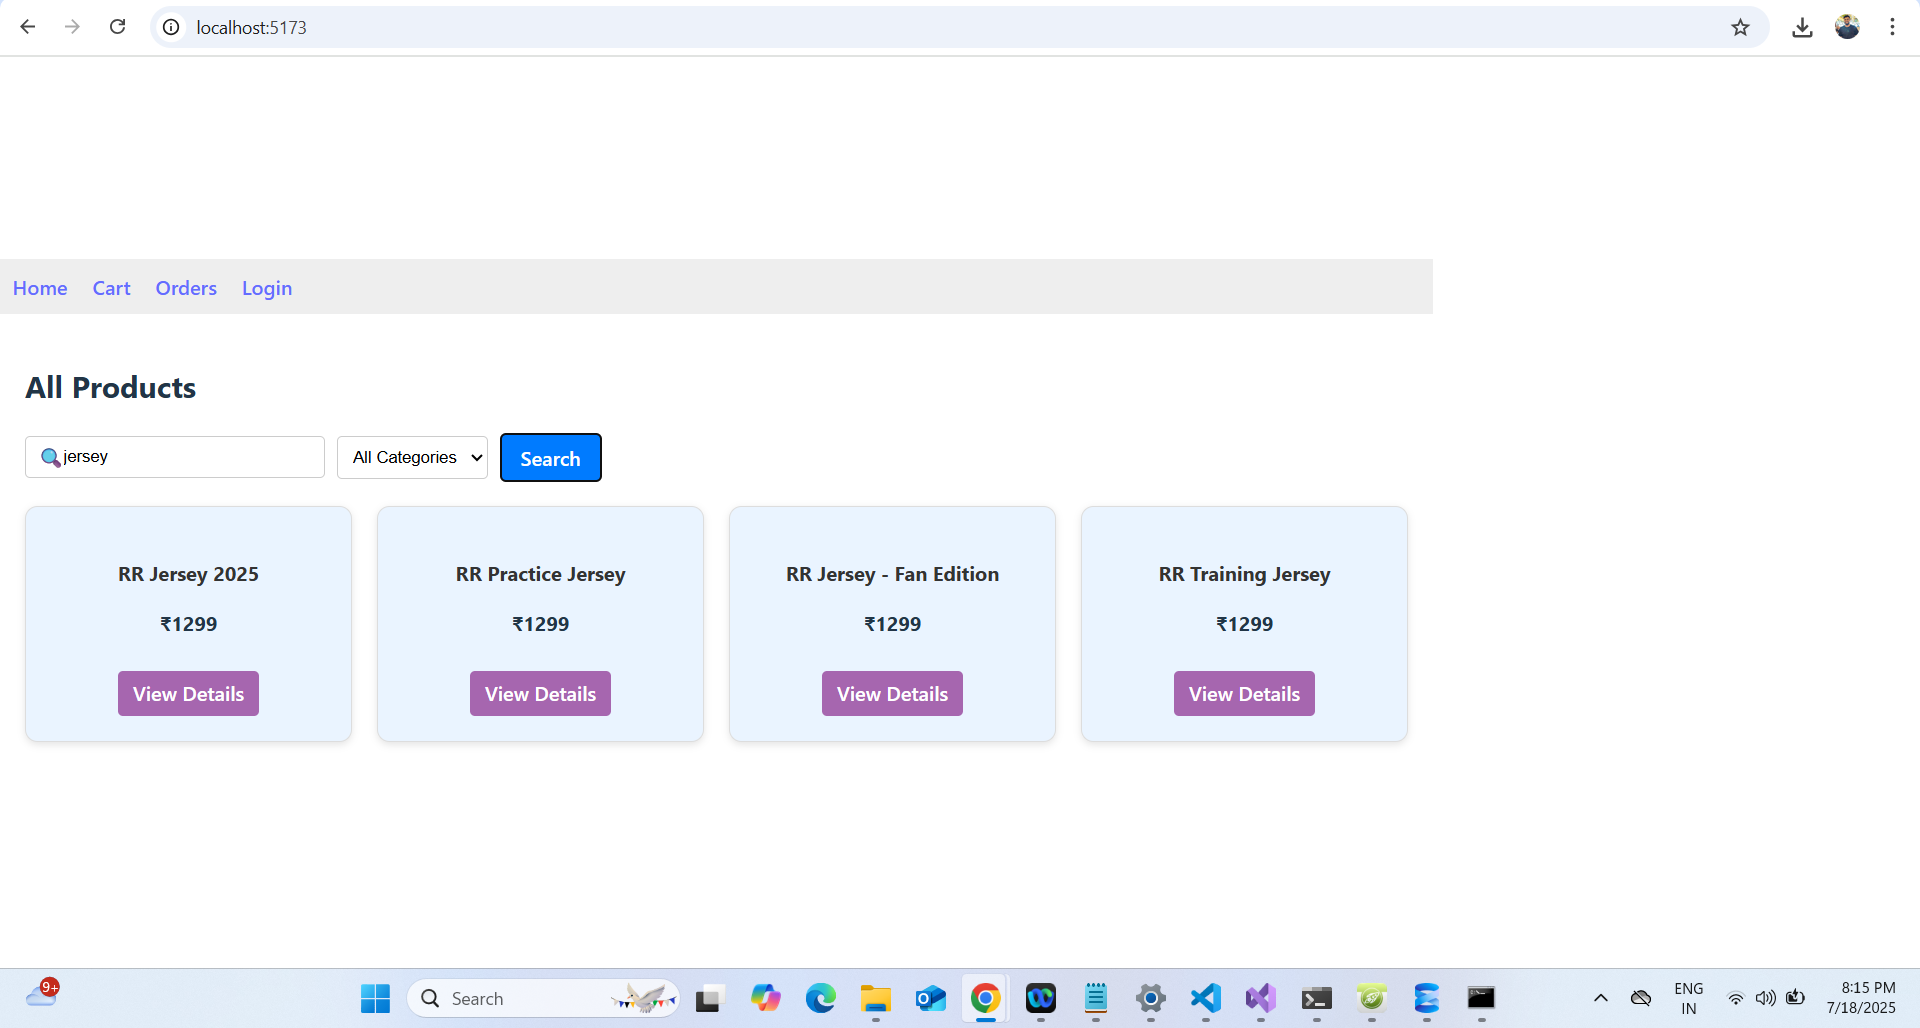 localhost:5173
Home Cart Orders Login
All Products
jersey All Categories Search
RR Jersey 2025 RR Practice Jersey RR Jersey - Fan Edition RR Training Jersey
₹1299 ₹1299 ₹1299 ₹1299
View Details View Details View Details View Details
9+ Search ENG 8:15 PM
IN 7/18/2025